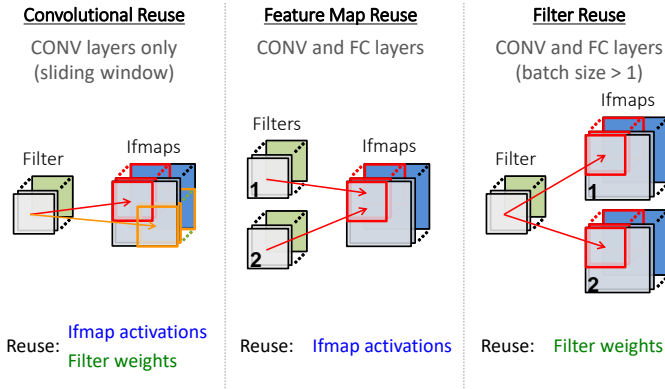 Convolutional Reuse
CONV layers only
(sliding window)
Filter
Ifmaps
Reuse:
Ifmap activations
Filter weights
Feature Map Reuse
CONV and FC layers
Filters
Ifmaps
1
2
Reuse: Ifmap activations
Filter Reuse
CONV and FC layers
(batch size > 1)
Ifmaps
Filter
1
2
Reuse: Filter weights